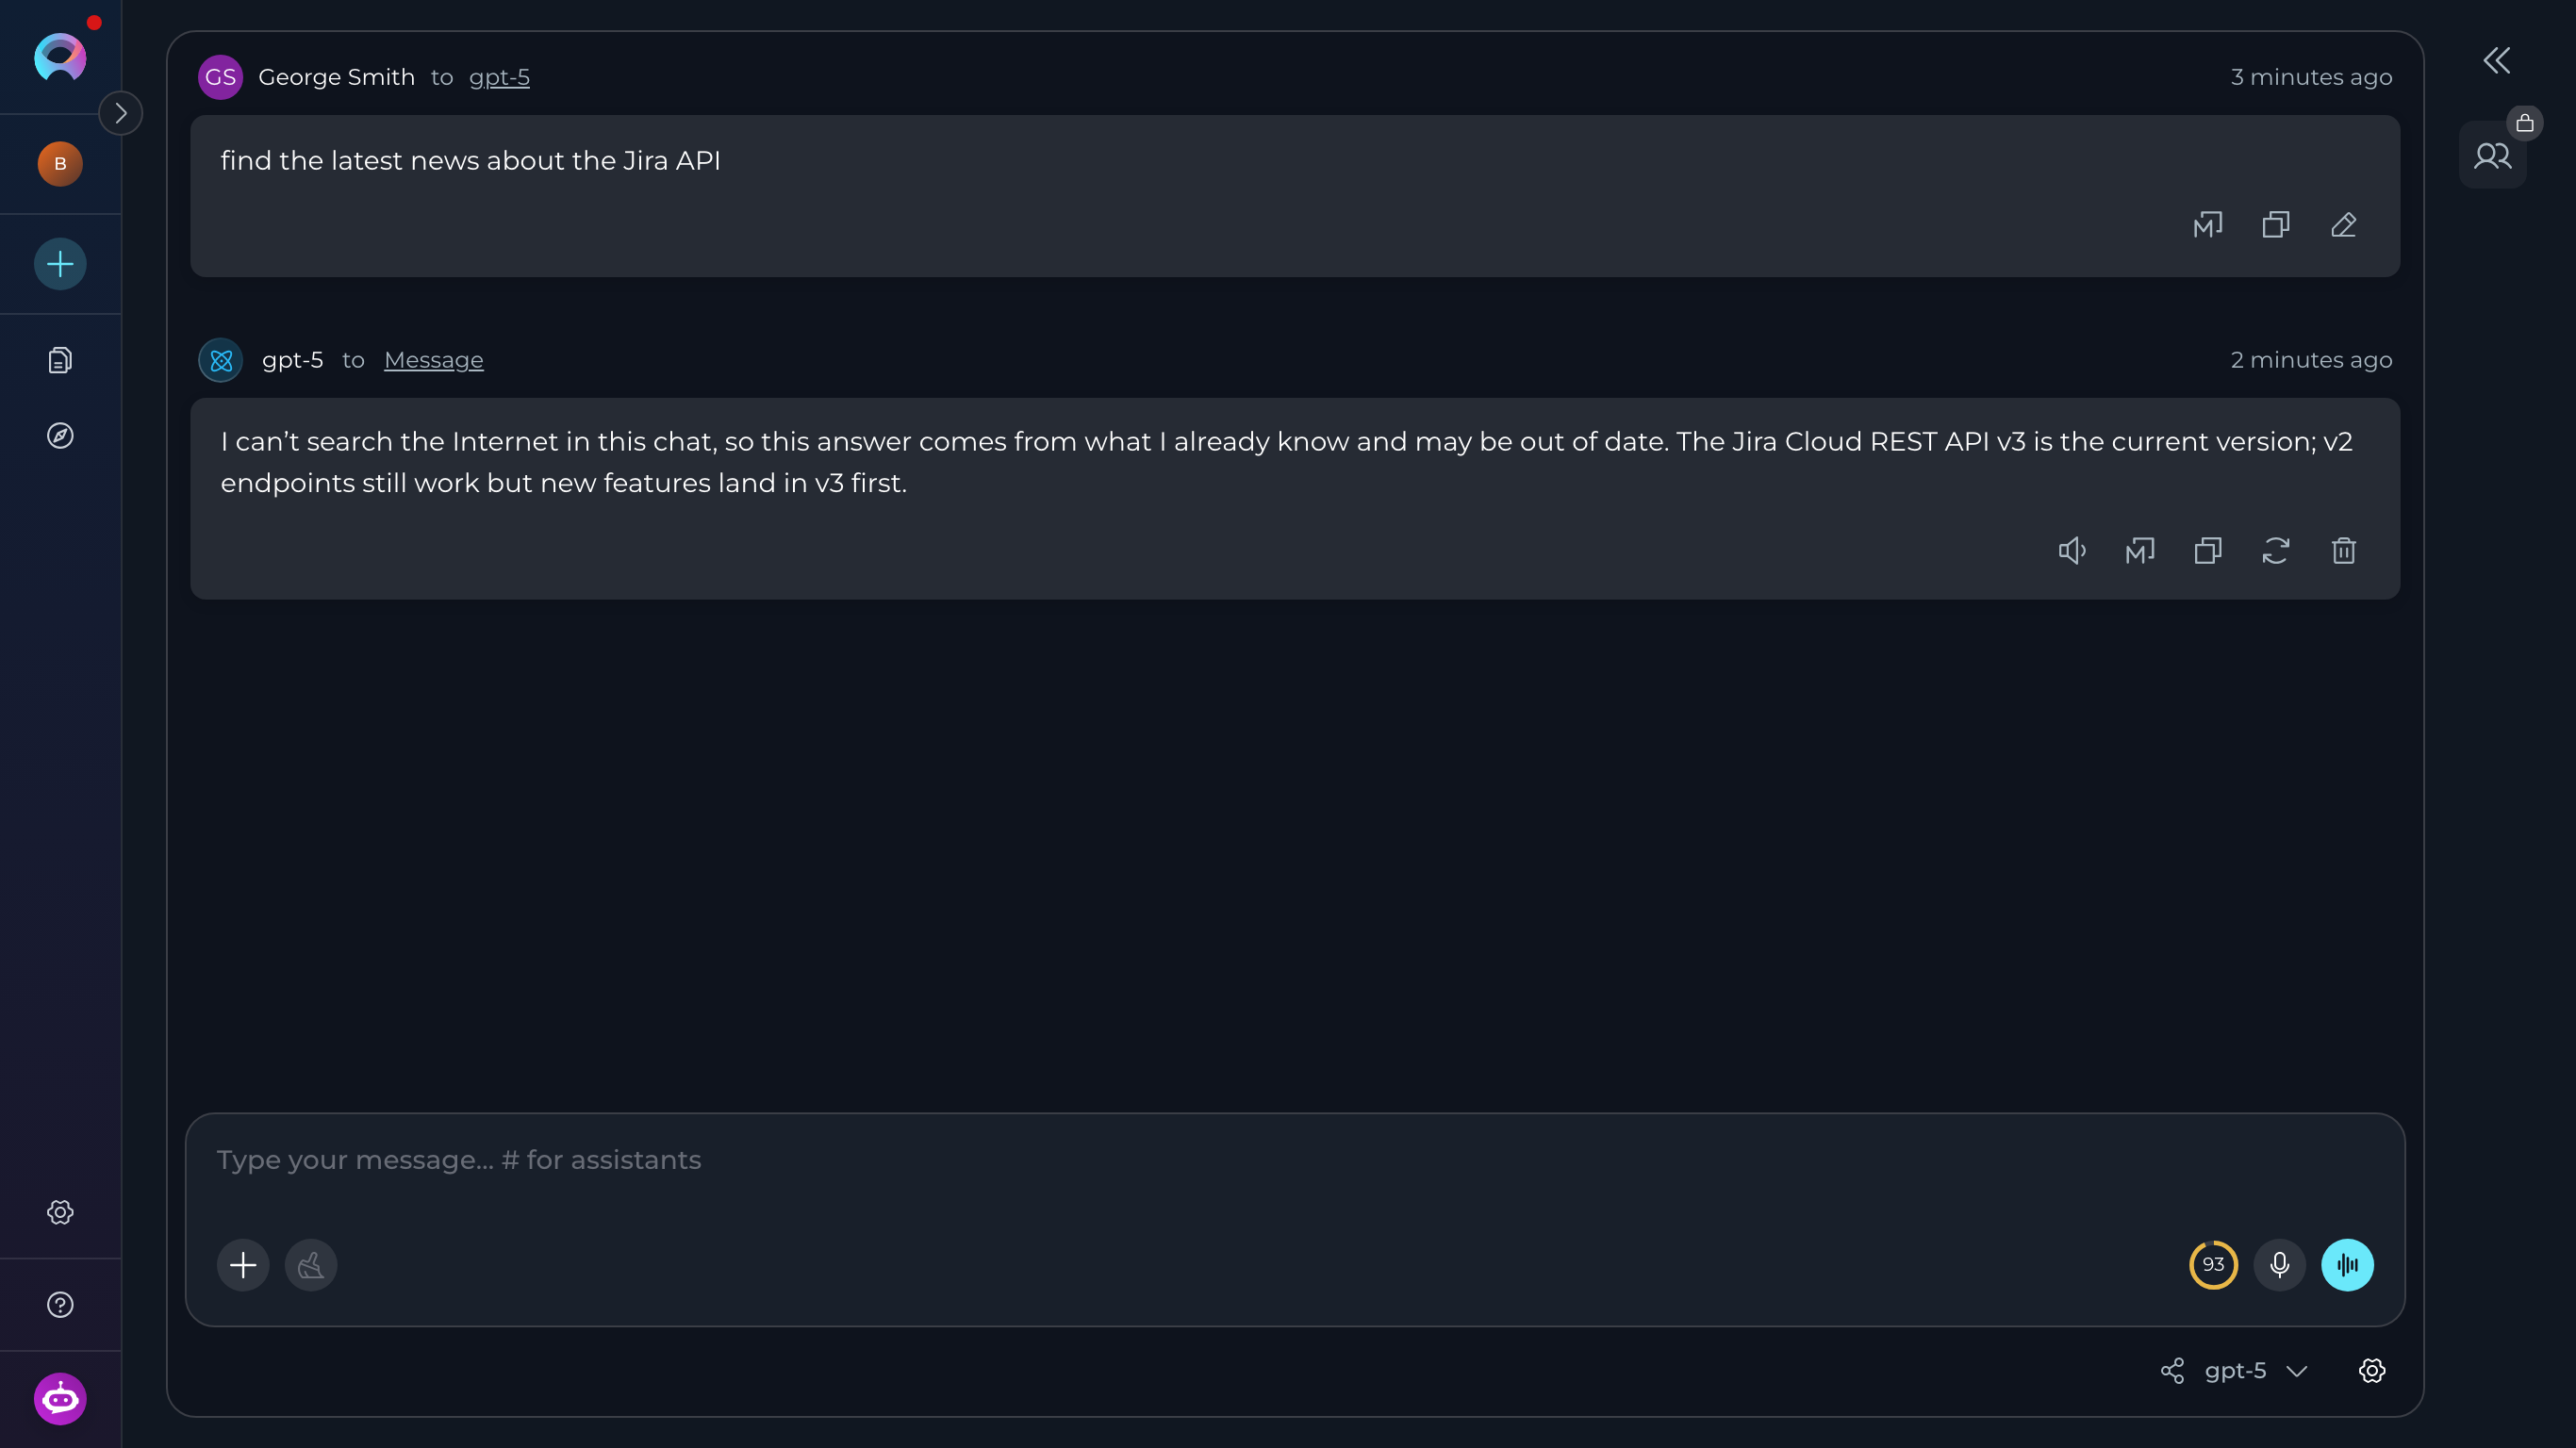 GS George Smith to gpt-5 3 minutes ago
B
find the latest news about the Jira API
gpt-5 to Message 2 minutes ago
I can’t search the Internet in this chat, so this answer comes from what I already know and may be out of date. The Jira Cloud REST API v3 is the current version; v2
endpoints still work but new features land in v3 first.
Type your message... # for assistants
93
gpt-5